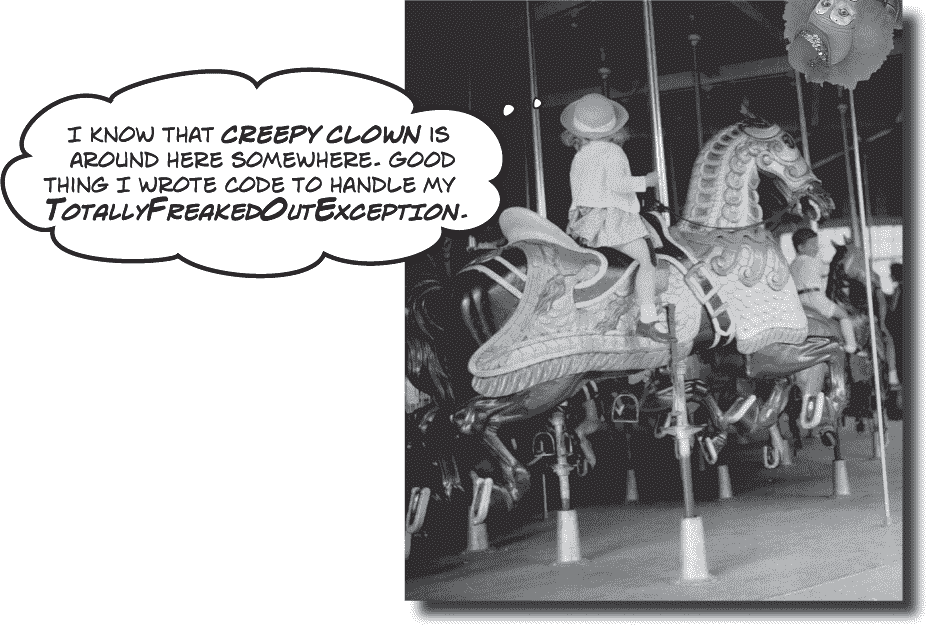 I KNOW THAT CREEPY CLOWN IS
AROUND HERE SOMEWHERE. GOOD
THING I WROTE CODE TO HANDLE MY
TOTALLYFREAKEDOUTEXCEPTION.